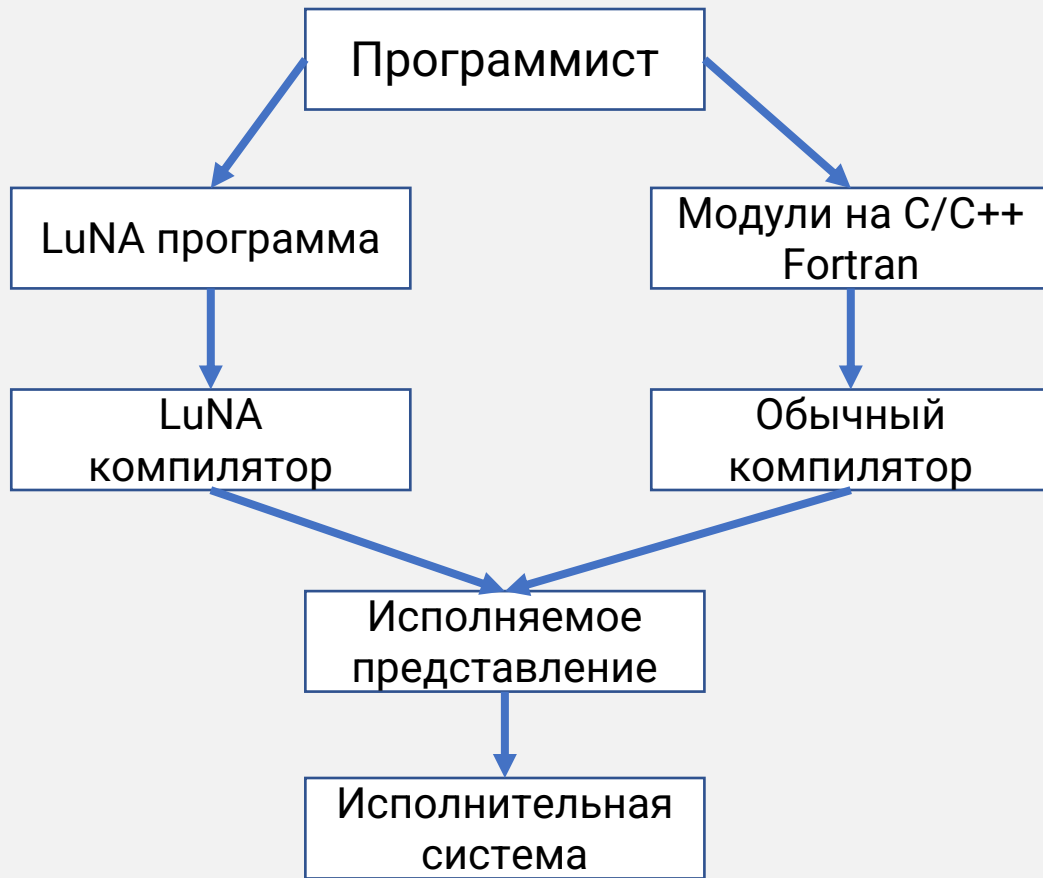 Программист
LuNA программа
Модули на C/C++
Fortran
LuNA
компилятор
Обычный
компилятор
Исполняемое
представление
Исполнительная
система